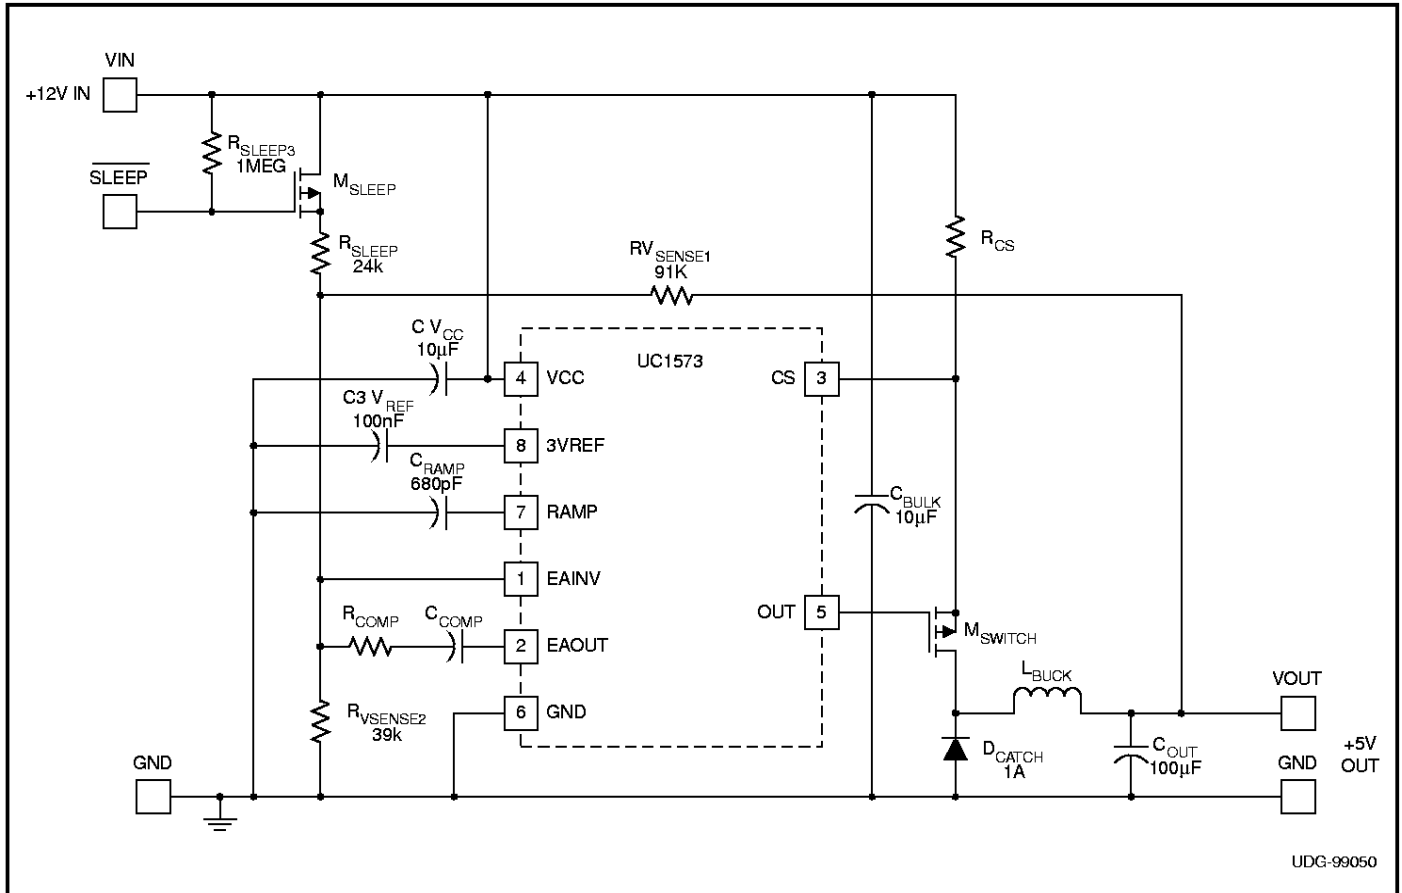 VIN
+12V IN
RSLEEP3
1MEG
SLEEP
MSLEEP
RSLEEP
24k
RVSENSE1
91K
RCS
C VCC
10µF
UC1573
4 VCC
CS 3
C3 VREF
100nF
8 3VREF
CRAMP
680pF
7 RAMP
CBULK
10µF
1 EAINV
OUT 5
RCOMP
CCOMP
2 EAOUT
MSWITCH
LBUCK
VOUT
RVSENSE2
39k
6 GND
DCATCH
1A
COUT
100µF
+5V
OUT
GND
GND
UDG-99050